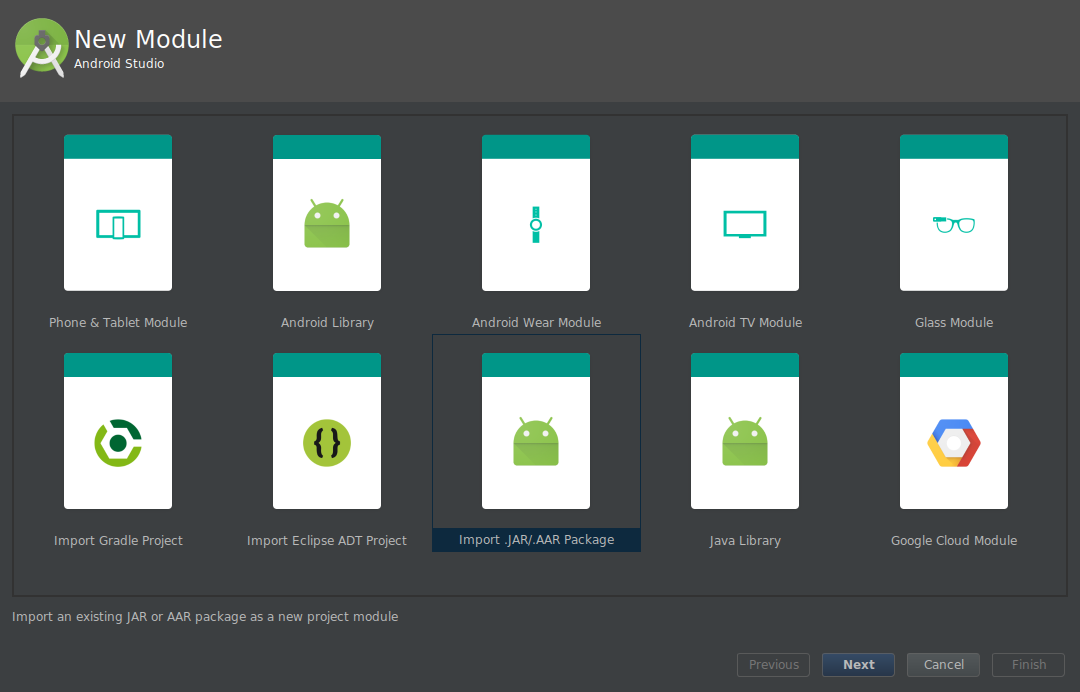 New Module
Android Studio
Phone & Tablet Module
Android Library
Android Wear Module
Android TV Module
Glass Module
Import Gradle Project
{ }
Import Eclipse ADT Project
Import .JAR/.AAR Package
Java Library
Google Cloud Module
Import an existing JAR or AAR package as a new project module
Previous
Next
Cancel
Finish